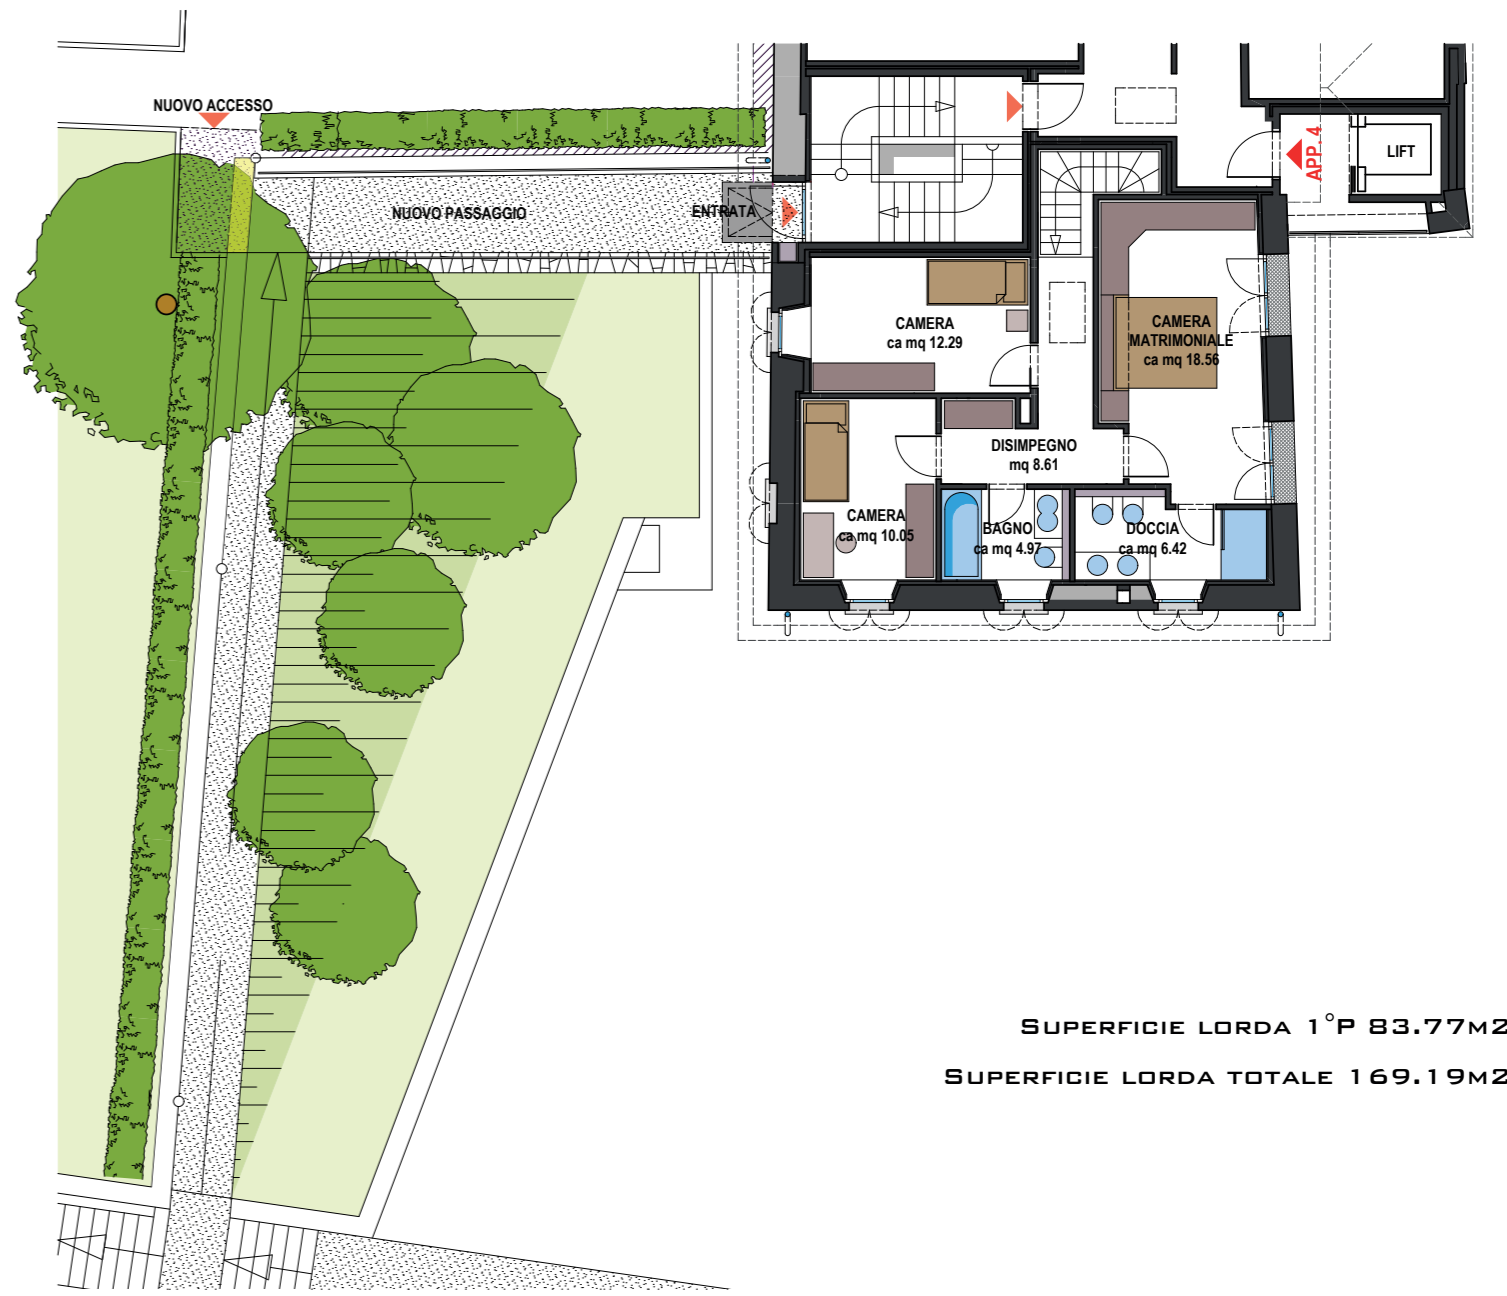 NUOVO ACCESSO
APP.4
LIFT
NUOVO PASSAGGIO
ENTRATA
CAMERA
ca mq 12.29
CAMERA
MATRIMONIALE
ca mq 18.56
DISIMPEGNO
mq 8.61
CAMERA
ca mq 10.05
BAGNO
ca mq 4.97
DOCCIA
ca mq 6.42
SUPERFICIE LORDA 1°P 83.77M2
SUPERFICIE LORDA TOTALE 169.19M2